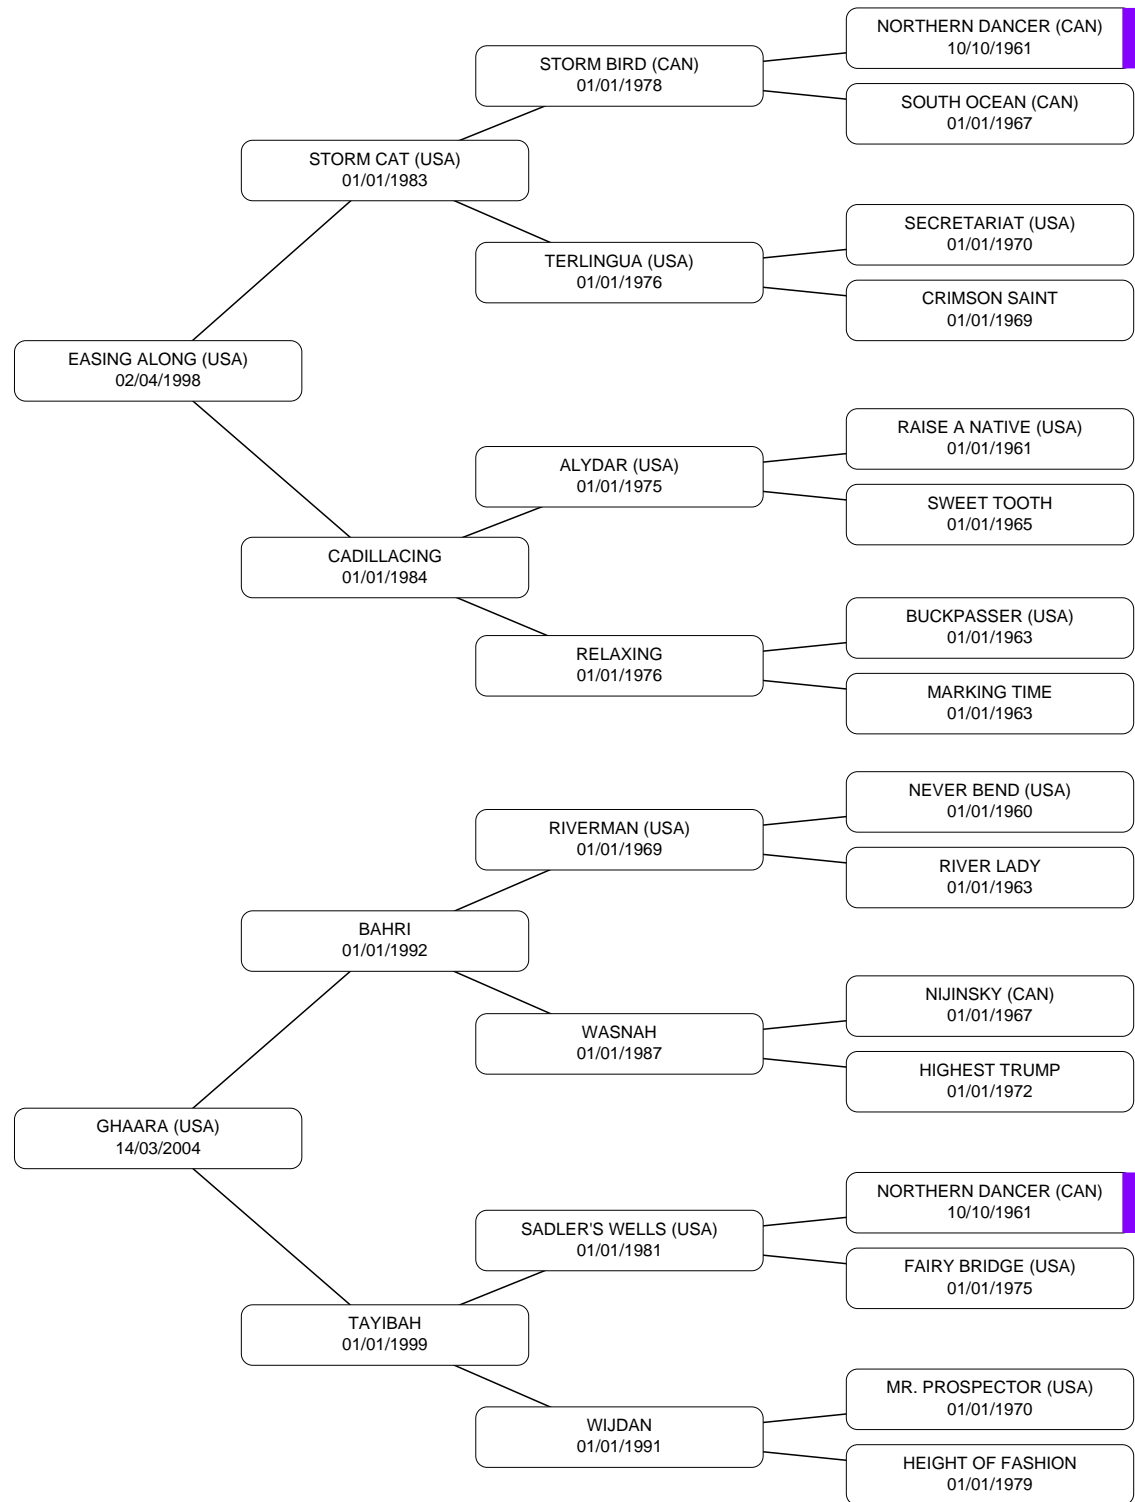 NORTHERN DANCER (CAN)
10/10/1961
STORM BIRD (CAN)
01/01/1978
SOUTH OCEAN (CAN)
01/01/1967
STORM CAT (USA)
01/01/1983
SECRETARIAT (USA)
01/01/1970
TERLINGUA (USA)
01/01/1976
CRIMSON SAINT
01/01/1969
EASING ALONG (USA)
02/04/1998
RAISE A NATIVE (USA)
01/01/1961
ALYDAR (USA)
01/01/1975
SWEET TOOTH
01/01/1965
CADILLACING
01/01/1984
BUCKPASSER (USA)
01/01/1963
RELAXING
01/01/1976
MARKING TIME
01/01/1963
NEVER BEND (USA)
01/01/1960
RIVERMAN (USA)
01/01/1969
RIVER LADY
01/01/1963
BAHRI
01/01/1992
NIJINSKY (CAN)
01/01/1967
WASNAH
01/01/1987
HIGHEST TRUMP
01/01/1972
GHAARA (USA)
14/03/2004
NORTHERN DANCER (CAN)
10/10/1961
SADLER'S WELLS (USA)
01/01/1981
FAIRY BRIDGE (USA)
01/01/1975
TAYIBAH
01/01/1999
MR. PROSPECTOR (USA)
01/01/1970
WIJDAN
01/01/1991
HEIGHT OF FASHION
01/01/1979